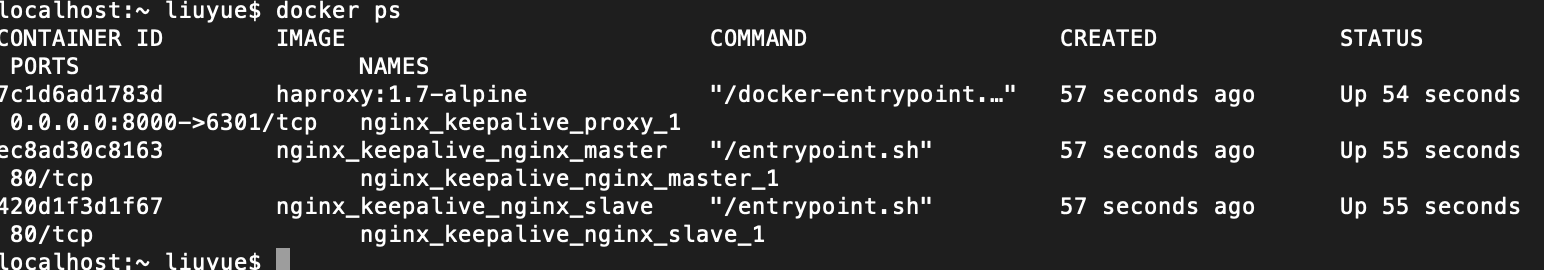 localhost:~ liuyue$ docker ps
CONTAINER ID        IMAGE                          COMMAND                  CREATED             STATUS
 PORTS                    NAMES
7c1d6ad1783d        haproxy:1.7-alpine             "/docker-entrypoint.…"   57 seconds ago      Up 54 seconds
 0.0.0.0:8000->6301/tcp   nginx_keepalive_proxy_1
ec8ad30c8163        nginx_keepalive_nginx_master   "/entrypoint.sh"         57 seconds ago      Up 55 seconds
 80/tcp                   nginx_keepalive_nginx_master_1
420d1f3d1f67        nginx_keepalive_nginx_slave    "/entrypoint.sh"         57 seconds ago      Up 55 seconds
 80/tcp                   nginx_keepalive_nginx_slave_1
localhost:~ liuyue$